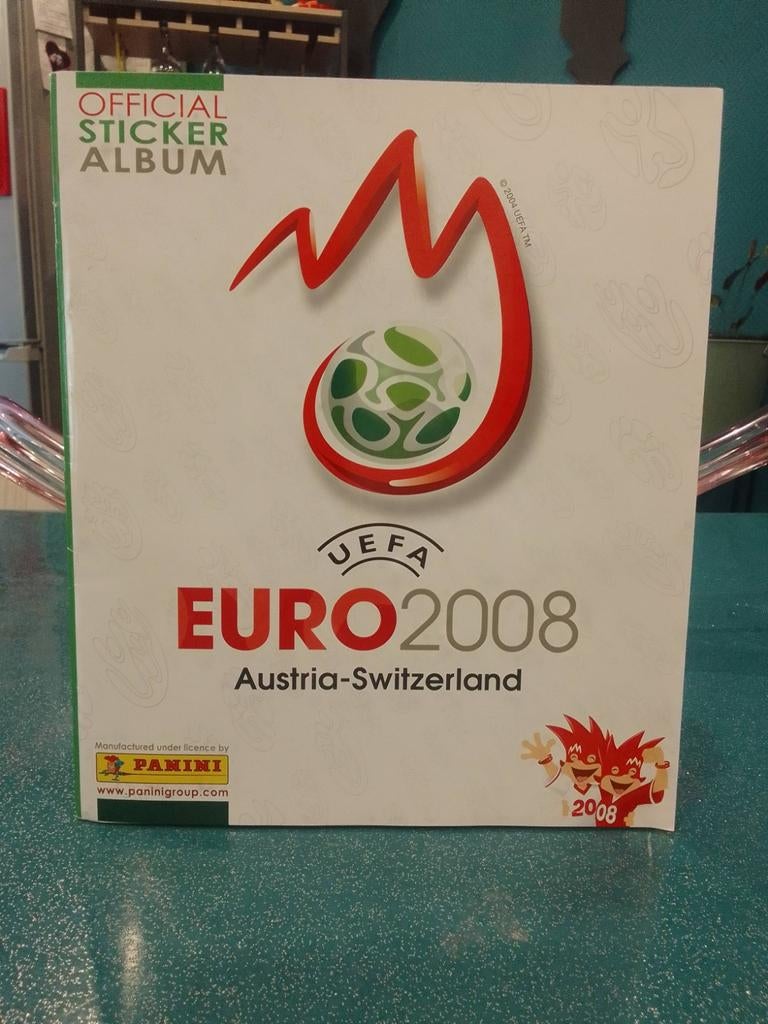 OFFICIAL
STICKER
ALBUM
© 2004 UEFA TM
UEFA
EURO2008
Austria-Switzerland
Manufactured under licence by
PANINI
www.paninigroup.com
2008